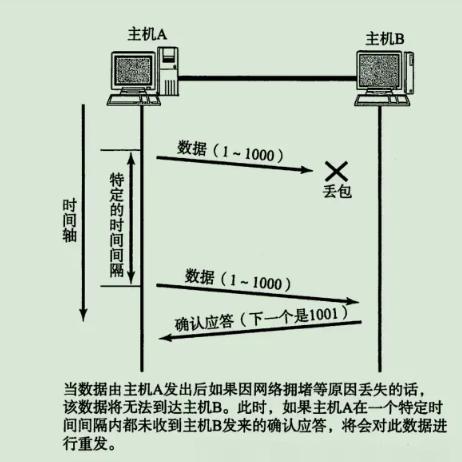 主机A
主机B
数据（1~1000）
丢包
特定的时间间隔
时间轴
数据（1~1000）
确认应答（下一个是1001）
当数据由主机A发出后如果因网络拥堵等原因丢失的话，
该数据将无法到达主机B。此时，如果主机A在一个特定时
间间隔内都未收到主机B发来的确认应答，将会对此数据进
行重发。